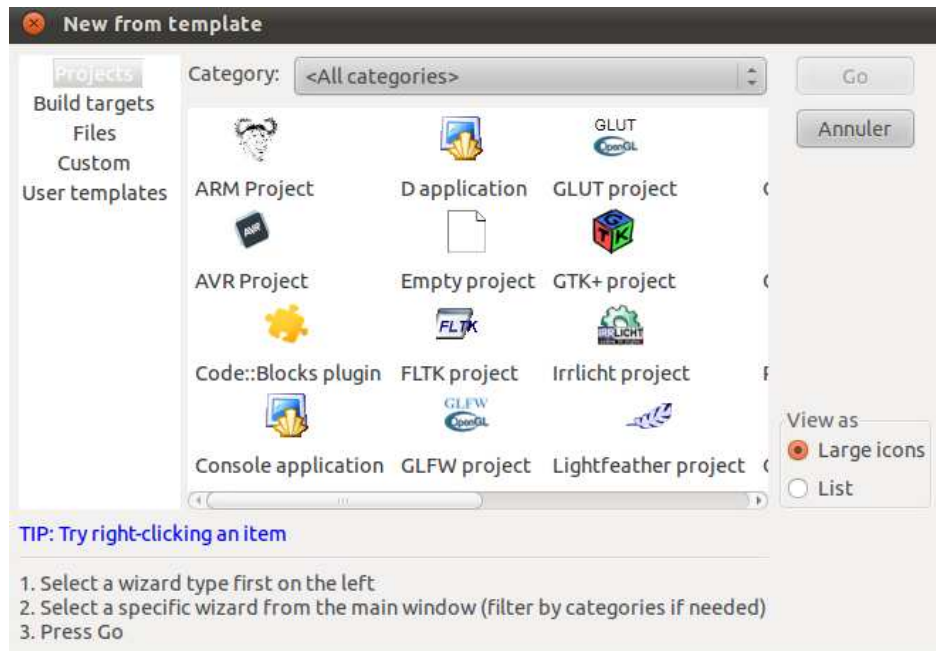 New from template
Projects
Build targets
Files
Custom
User templates
Category: <All categories>
Go
Annuler
GLUT
OpenGL
ARM Project D application GLUT project
AVR
GTK
AVR Project Empty project GTK+ project
FLTK
IRRLICHT
Code::Blocks plugin FLTK project Irrlicht project
GLFW
OpenGL
Console application GLFW project Lightfeather project
View as
Large icons
List
TIP: Try right-clicking an item
1. Select a wizard type first on the left
2. Select a specific wizard from the main window (filter by categories if needed)
3. Press Go